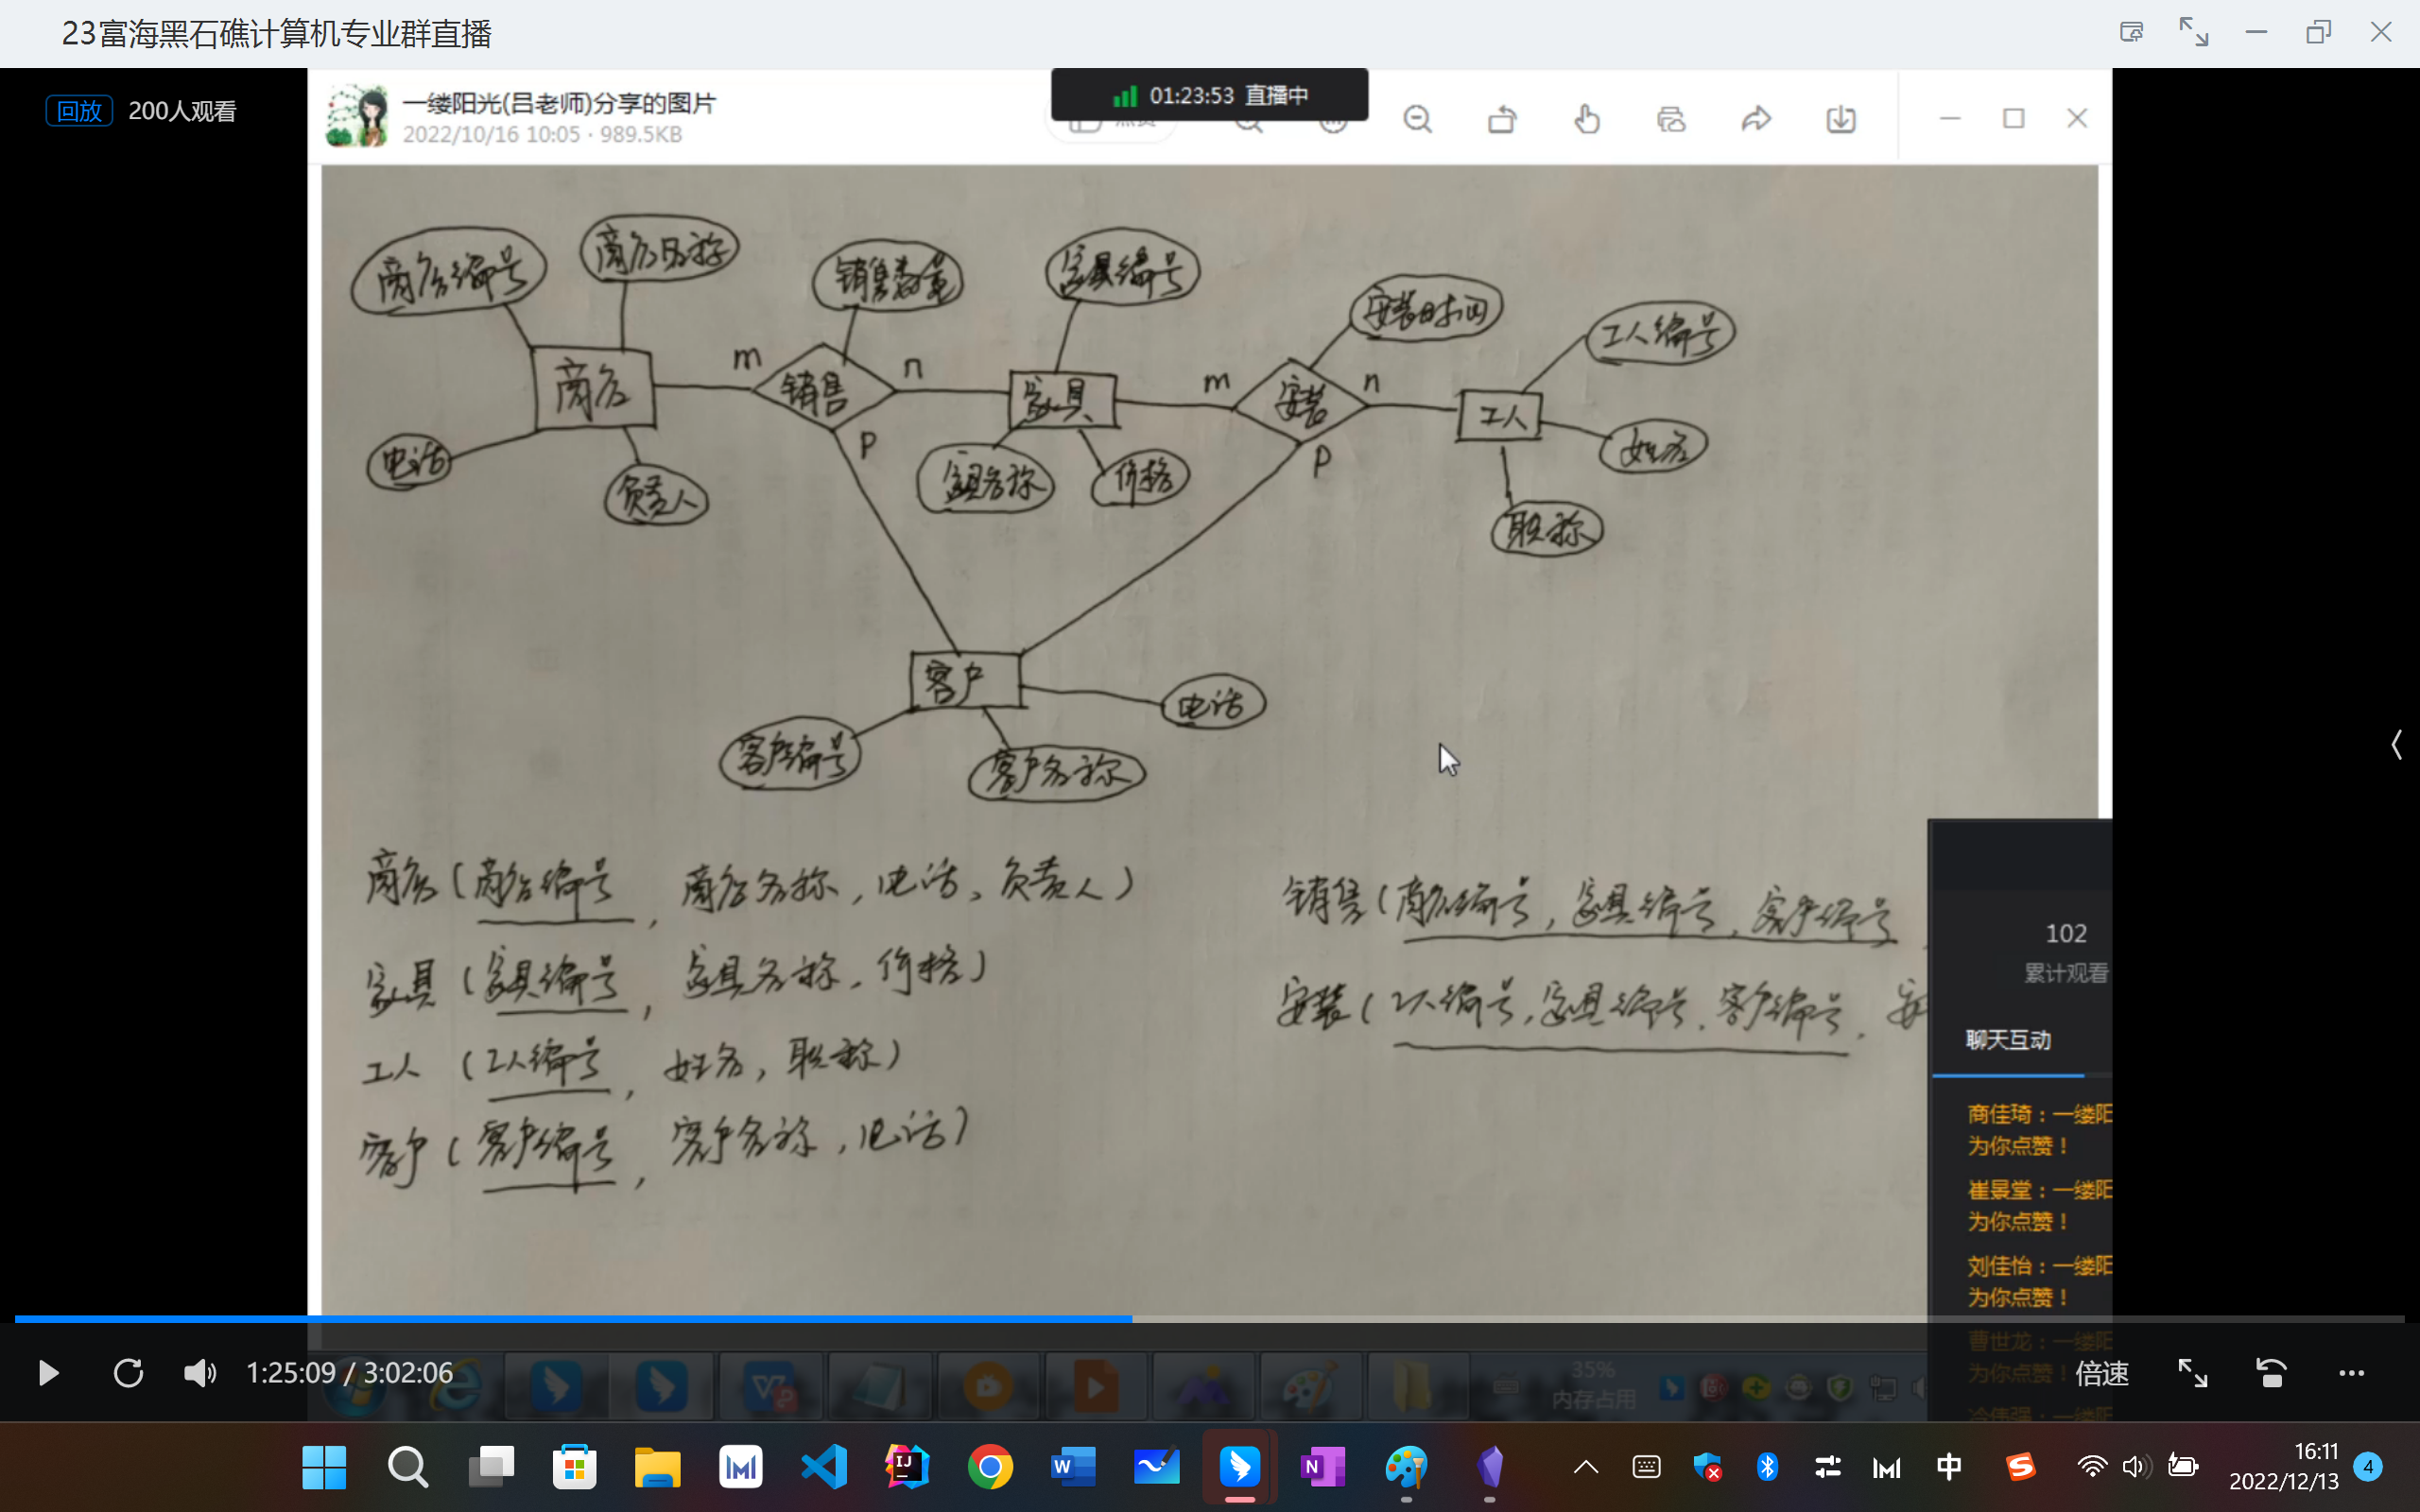 23富海黑石礁计算机专业群直播
回放 200人观看
一缕阳光(吕老师)分享的图片
2022/10/16 10:05 · 989.5KB
01:23:53 直播中
商店编号
商店名称
销售数量
家具编号
安装时间
工人编号
商店
m
销售
n
家具
m
安装
n
工人
电话
负责人
p
家具名称
价格
p
姓名
职称
客户
电话
客户编号
客户名称
商店(商店编号, 商店名称, 电话, 负责人)
家具(家具编号, 家具名称, 价格)
工人(工人编号, 姓名, 职称)
客户(客户编号, 客户名称, 电话)
销售(商店编号, 家具编号, 客户编号,
安装(工人编号, 家具编号, 客户编号, 安
102
累计观看
聊天互动
商佳琦：一缕阳
为你点赞！
崔景堂：一缕阳
为你点赞！
刘佳怡：一缕阳
为你点赞！
曹世龙：一缕阳
为你点赞！
1:25:09 / 3:02:06
35%
内存占用
倍速
中
16:11
2022/12/13
4